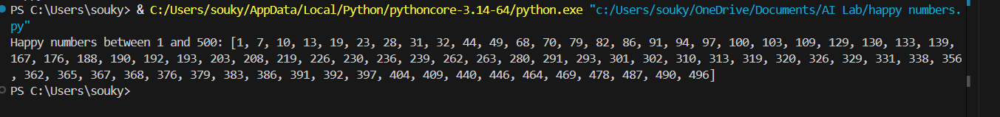 PS C:\Users\souky> & C:/Users/souky/AppData/Local/Python/pythoncore-3.14-64/python.exe "c:/Users/souky/OneDrive/Documents/AI Lab/happy numbers.
py"
Happy numbers between 1 and 500: [1, 7, 10, 13, 19, 23, 28, 31, 32, 44, 49, 68, 70, 79, 82, 86, 91, 94, 97, 100, 103, 109, 129, 130, 133, 139,
167, 176, 188, 190, 192, 193, 203, 208, 219, 226, 230, 236, 239, 262, 263, 280, 291, 293, 301, 302, 310, 313, 319, 320, 326, 329, 331, 338, 356
, 362, 365, 367, 368, 376, 379, 383, 386, 391, 392, 397, 404, 409, 440, 446, 464, 469, 478, 487, 490, 496]
PS C:\Users\souky>